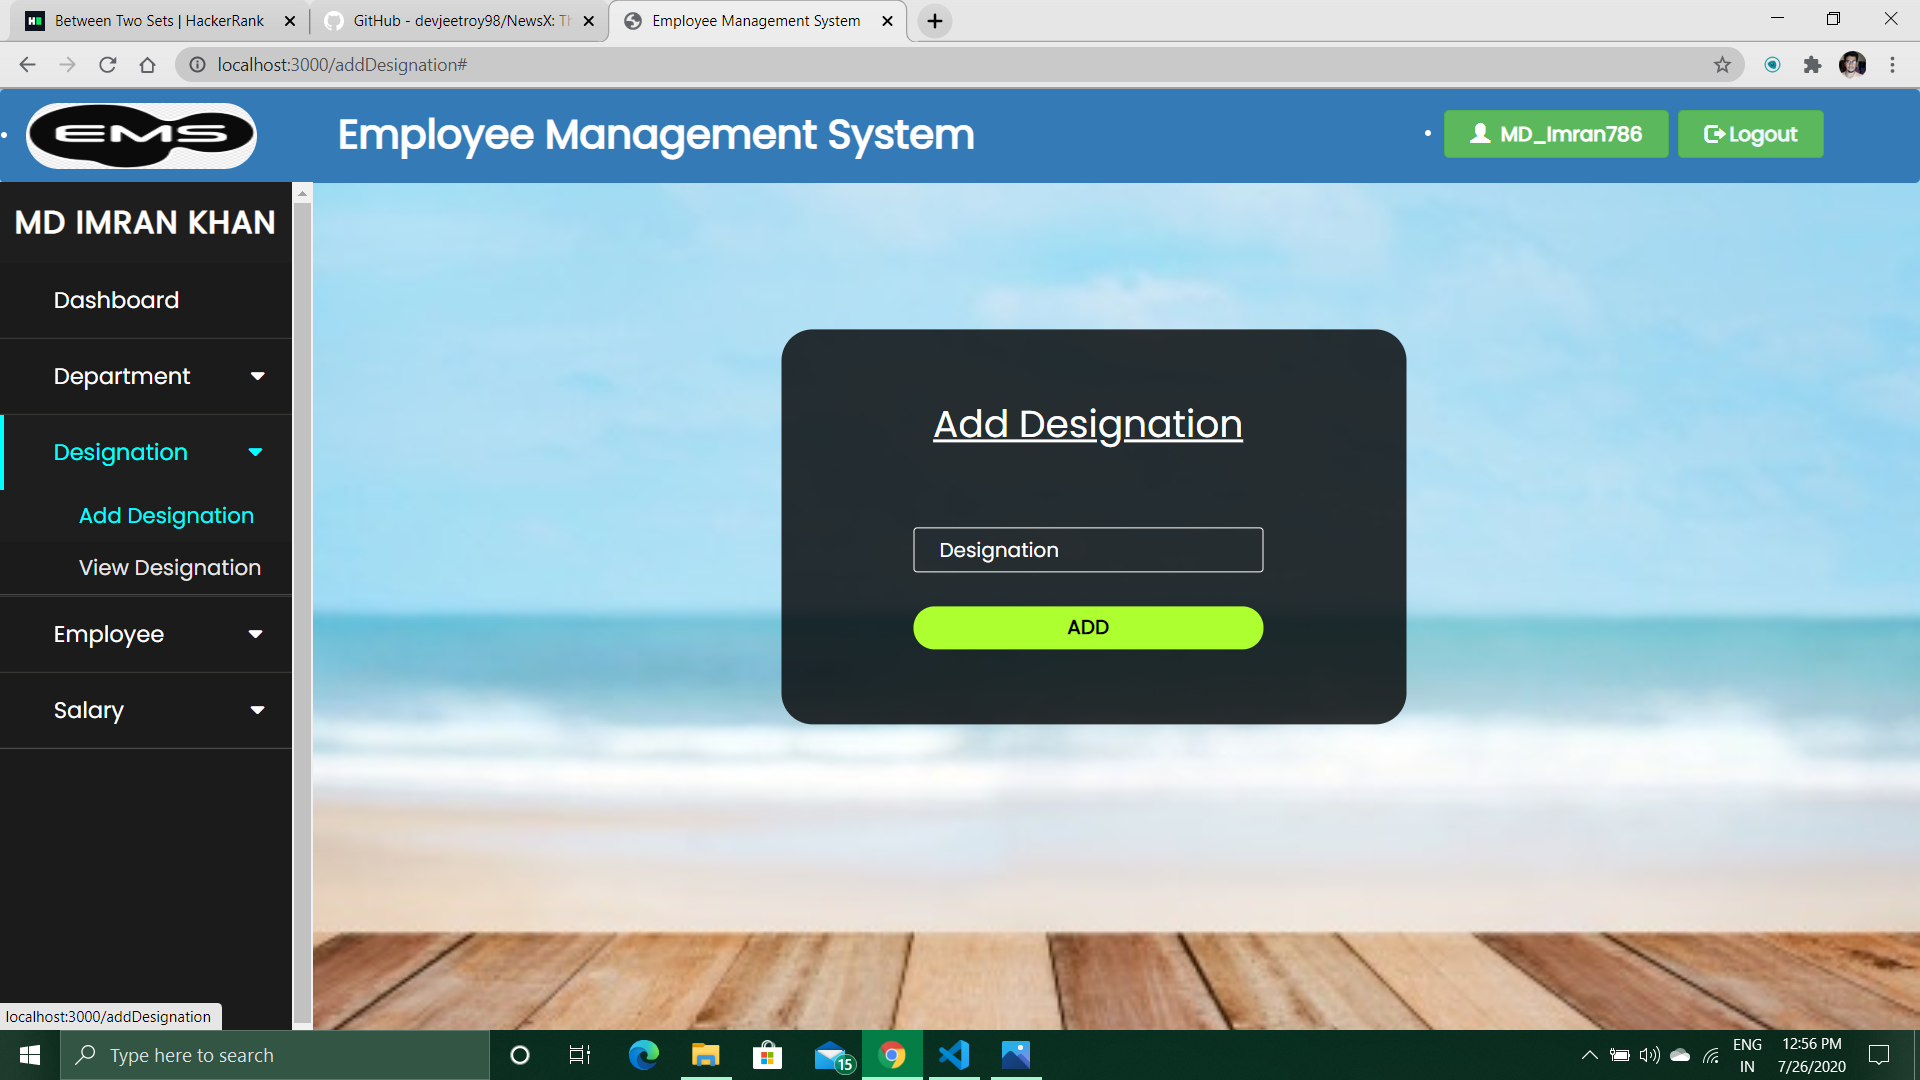 Between Two Sets | HackerRank
GitHub - devjeetroy98/NewsX: Th
Employee Management System
localhost:3000/addDesignation#
EMS
Employee Management System
MD_Imran786
Logout
MD IMRAN KHAN
Dashboard
Department
Designation
Add Designation
View Designation
Employee
Salary
Add Designation
Designation
ADD
localhost:3000/addDesignation
Type here to search
15
ENG
IN
12:56 PM
7/26/2020